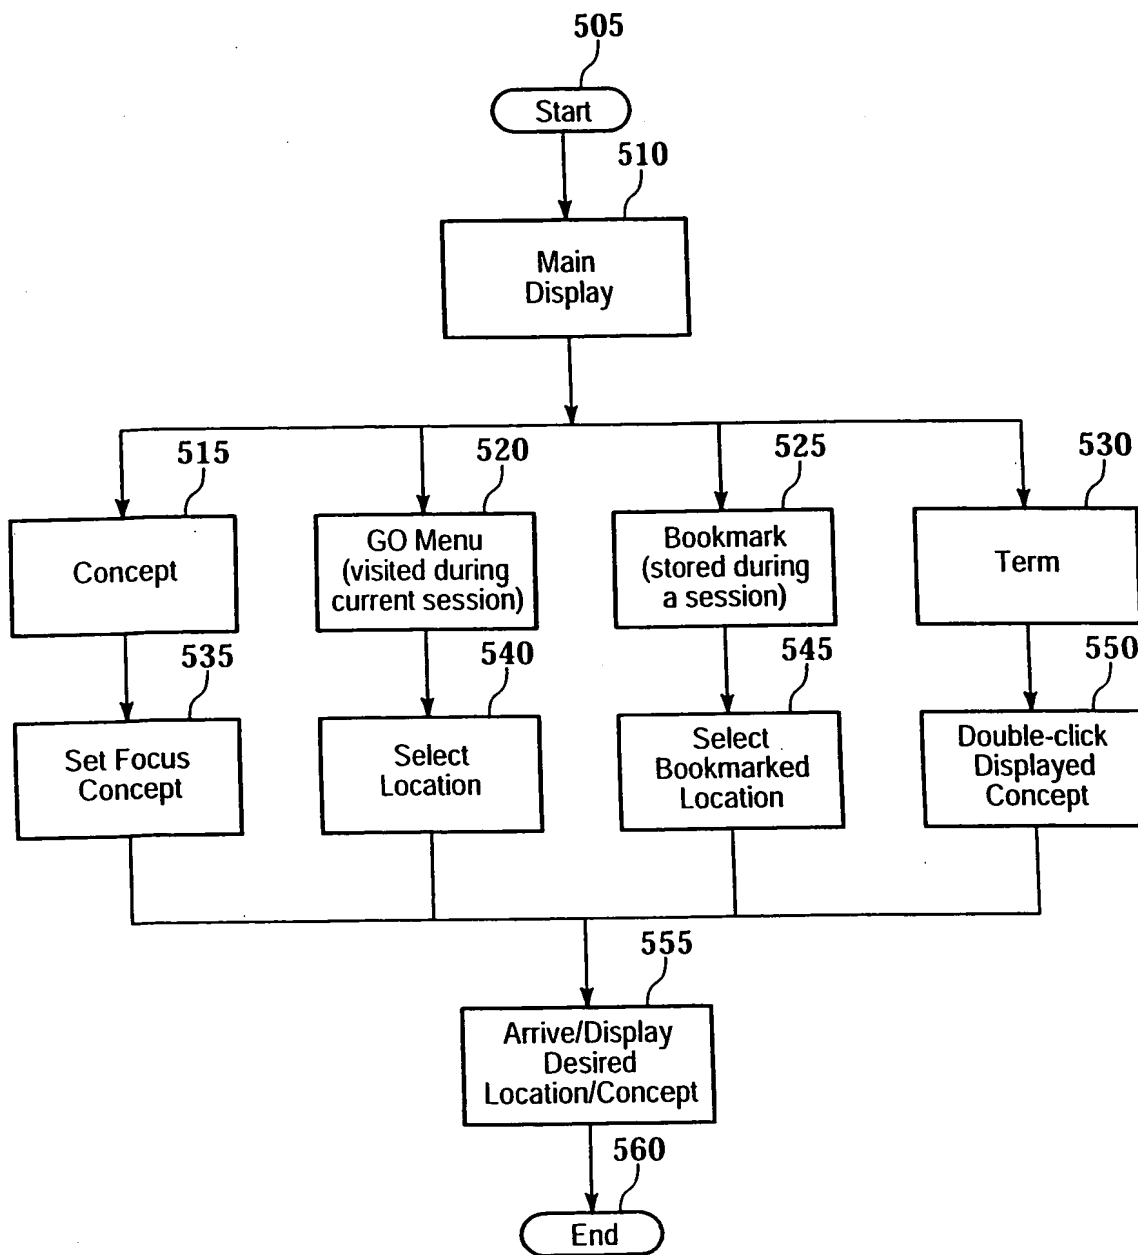 505
Start
510
Main
Display
515
520
525
530
Concept
GO Menu
(visited during
current session)
Bookmark
(stored during
a session)
Term
535
540
545
550
Set Focus
Concept
Select
Location
Select
Bookmarked
Location
Double-click
Displayed
Concept
555
Arrive/Display
Desired
Location/Concept
560
End